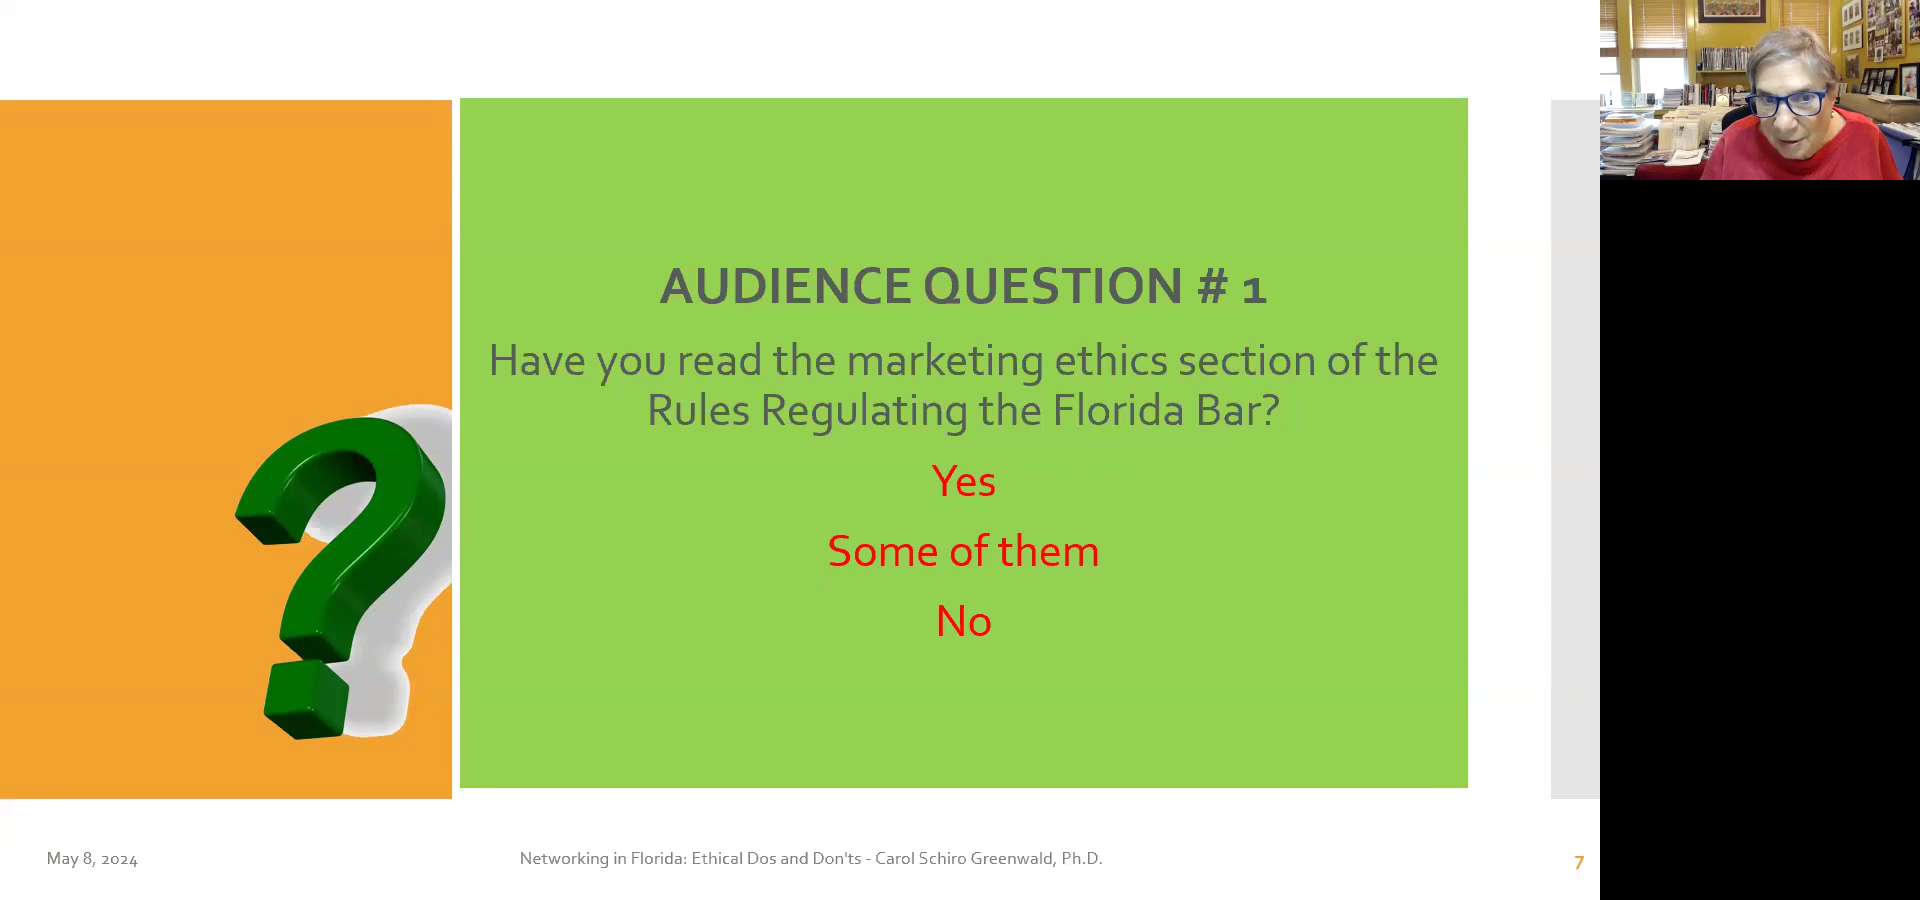 AUDIENCE QUESTION # 1
Have you read the marketing ethics section of the
Rules Regulating the Florida Bar?
Yes
Some of them
No
May 8, 2024
Networking in Florida: Ethical Dos and Don'ts - Carol Schiro Greenwald, Ph.D.
7